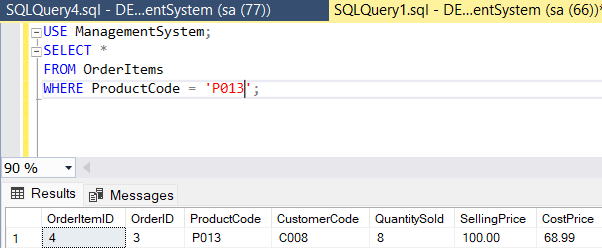 SQLQuery4.sql - DE...entSystem (sa (77)) SQLQuery1.sql - DE...entSystem (sa (66))*
USE ManagementSystem;
SELECT *
FROM OrderItems
WHERE ProductCode = 'P013';
90 %
Results Messages
OrderItemID OrderID ProductCode CustomerCode QuantitySold SellingPrice CostPrice
1 4 3 P013 C008 8 100.00 68.99